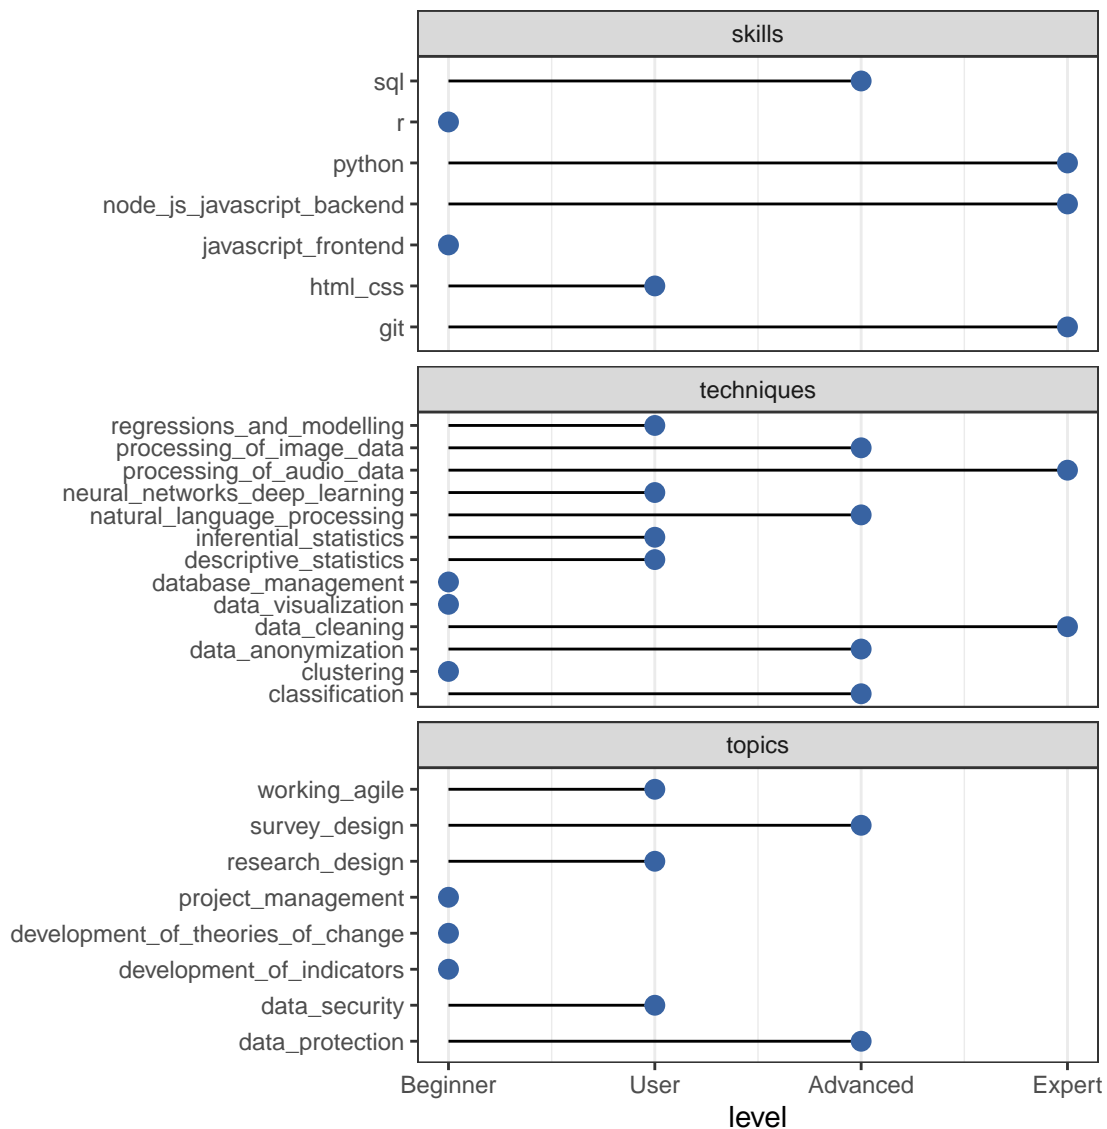 skills
sql
r
python
node_js_javascript_backend
javascript_frontend
html_css
git
techniques
regressions_and_modelling
processing_of_image_data
processing_of_audio_data
neural_networks_deep_learning
natural_language_processing
inferential_statistics
descriptive_statistics
database_management
data_visualization
data_cleaning
data_anonymization
clustering
classification
topics
working_agile
survey_design
research_design
project_management
development_of_theories_of_change
development_of_indicators
data_security
data_protection
Beginner User Advanced Expert
level